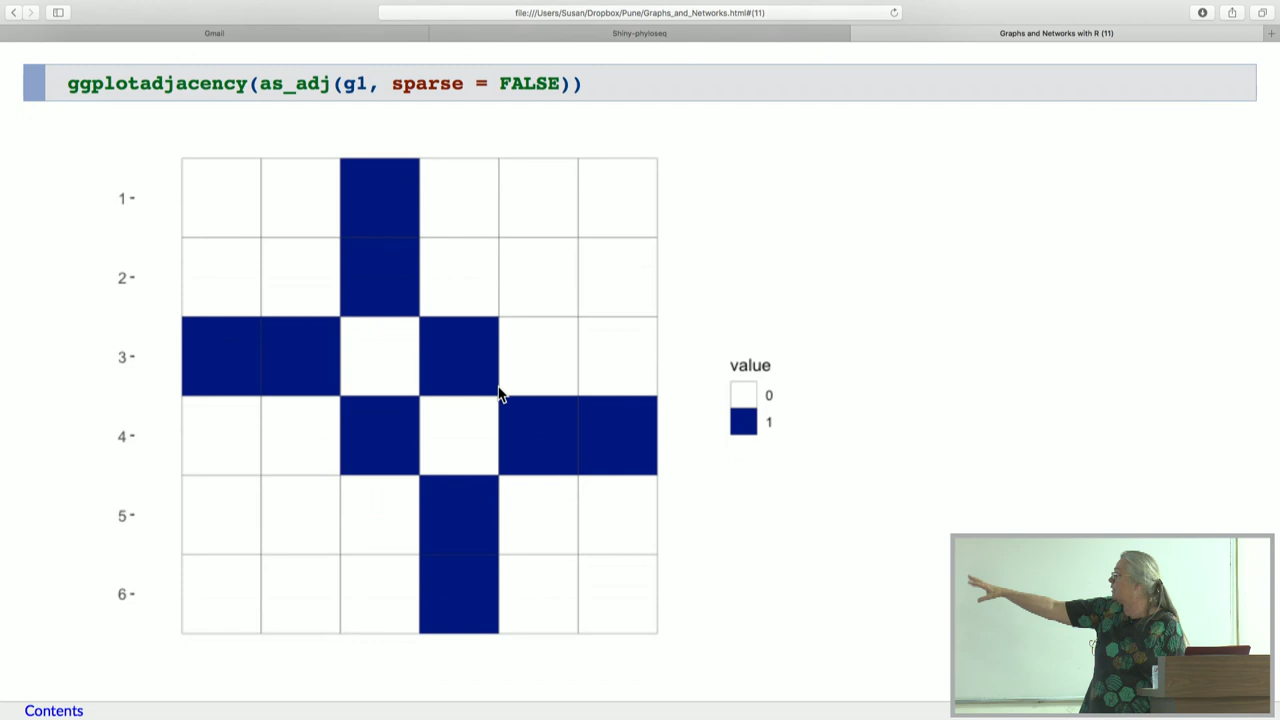 file:///Users/Susan/Dropbox/Pune/Graphs_and_Networks.html#(11)
Gmail
Shiny-phyloseq
Graphs and Networks with R (11)
ggplotadjacency(as_adj(g1, sparse = FALSE))
1
2
3
4
5
6
value
0
1
Contents